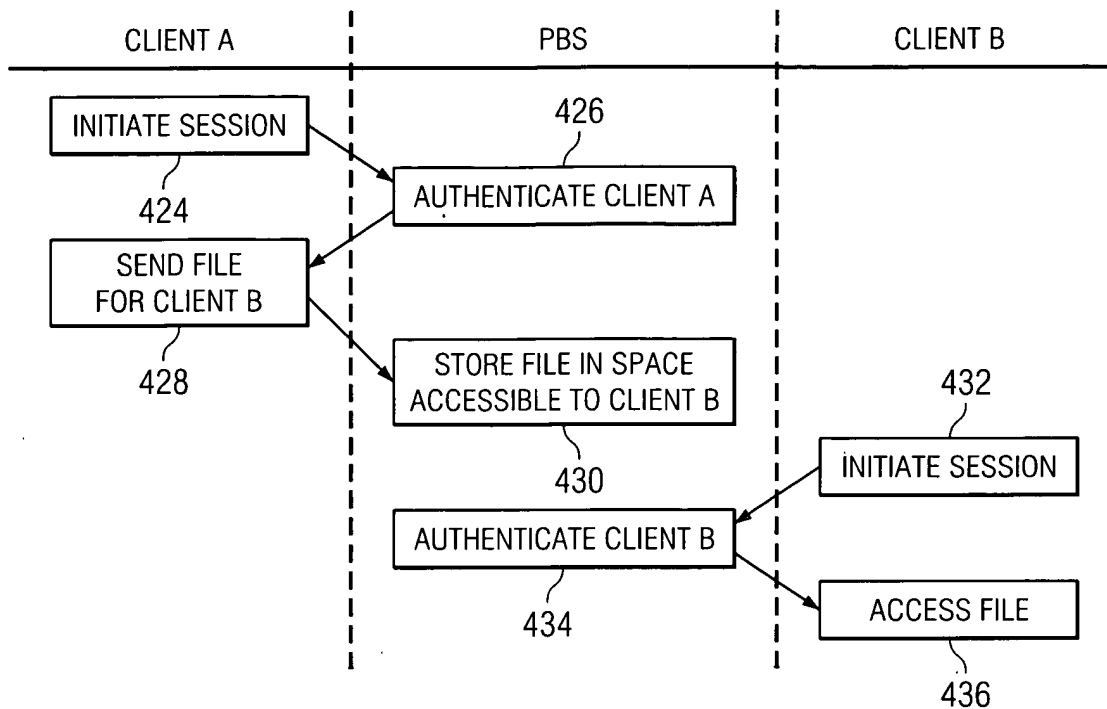 CLIENT A
PBS
CLIENT B
INITIATE SESSION
424
426
AUTHENTICATE CLIENT A
SEND FILE
FOR CLIENT B
428
STORE FILE IN SPACE
ACCESSIBLE TO CLIENT B
430
432
INITIATE SESSION
AUTHENTICATE CLIENT B
434
ACCESS FILE
436